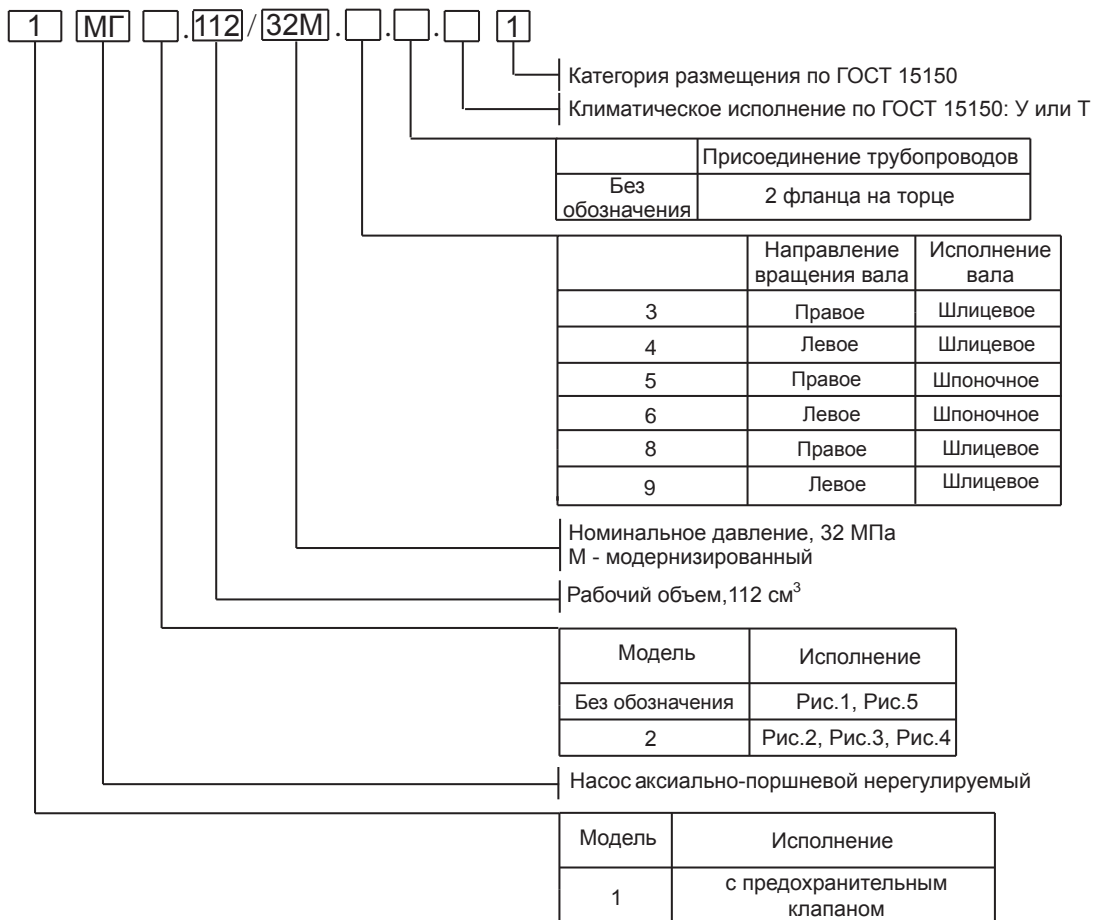 1 МГ .112/32М. . . 1
Категория размещения по ГОСТ 15150
Климатическое исполнение по ГОСТ 15150: У или Т
Присоединение трубопроводов
Без обозначения 2 фланца на торце
Направление вращения вала Исполнение вала
3 Правое Шлицевое
4 Левое Шлицевое
5 Правое Шпоночное
6 Левое Шпоночное
8 Правое Шлицевое
9 Левое Шлицевое
Номинальное давление, 32 МПа
М - модернизированный
Рабочий объем,112 см³
Модель Исполнение
Без обозначения Рис.1, Рис.5
2 Рис.2, Рис.3, Рис.4
Насос аксиально-поршневой нерегулируемый
Модель Исполнение
1 с предохранительным клапаном